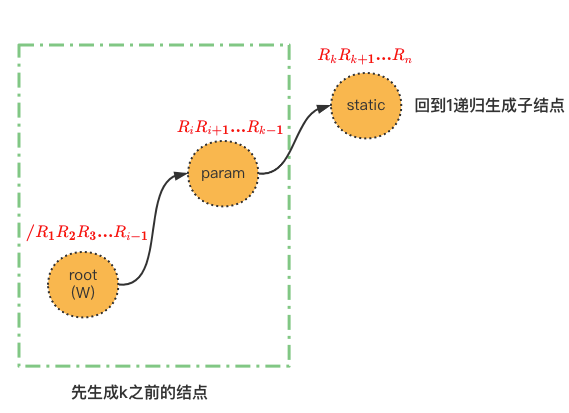 $R_kR_{k+1}...R_n$
static
回到1递归生成子结点
$R_iR_{i+1}...R_{k-1}$
param
$/R_1R_2R_3...R_{i-1}$
root
(W)
先生成k之前的结点